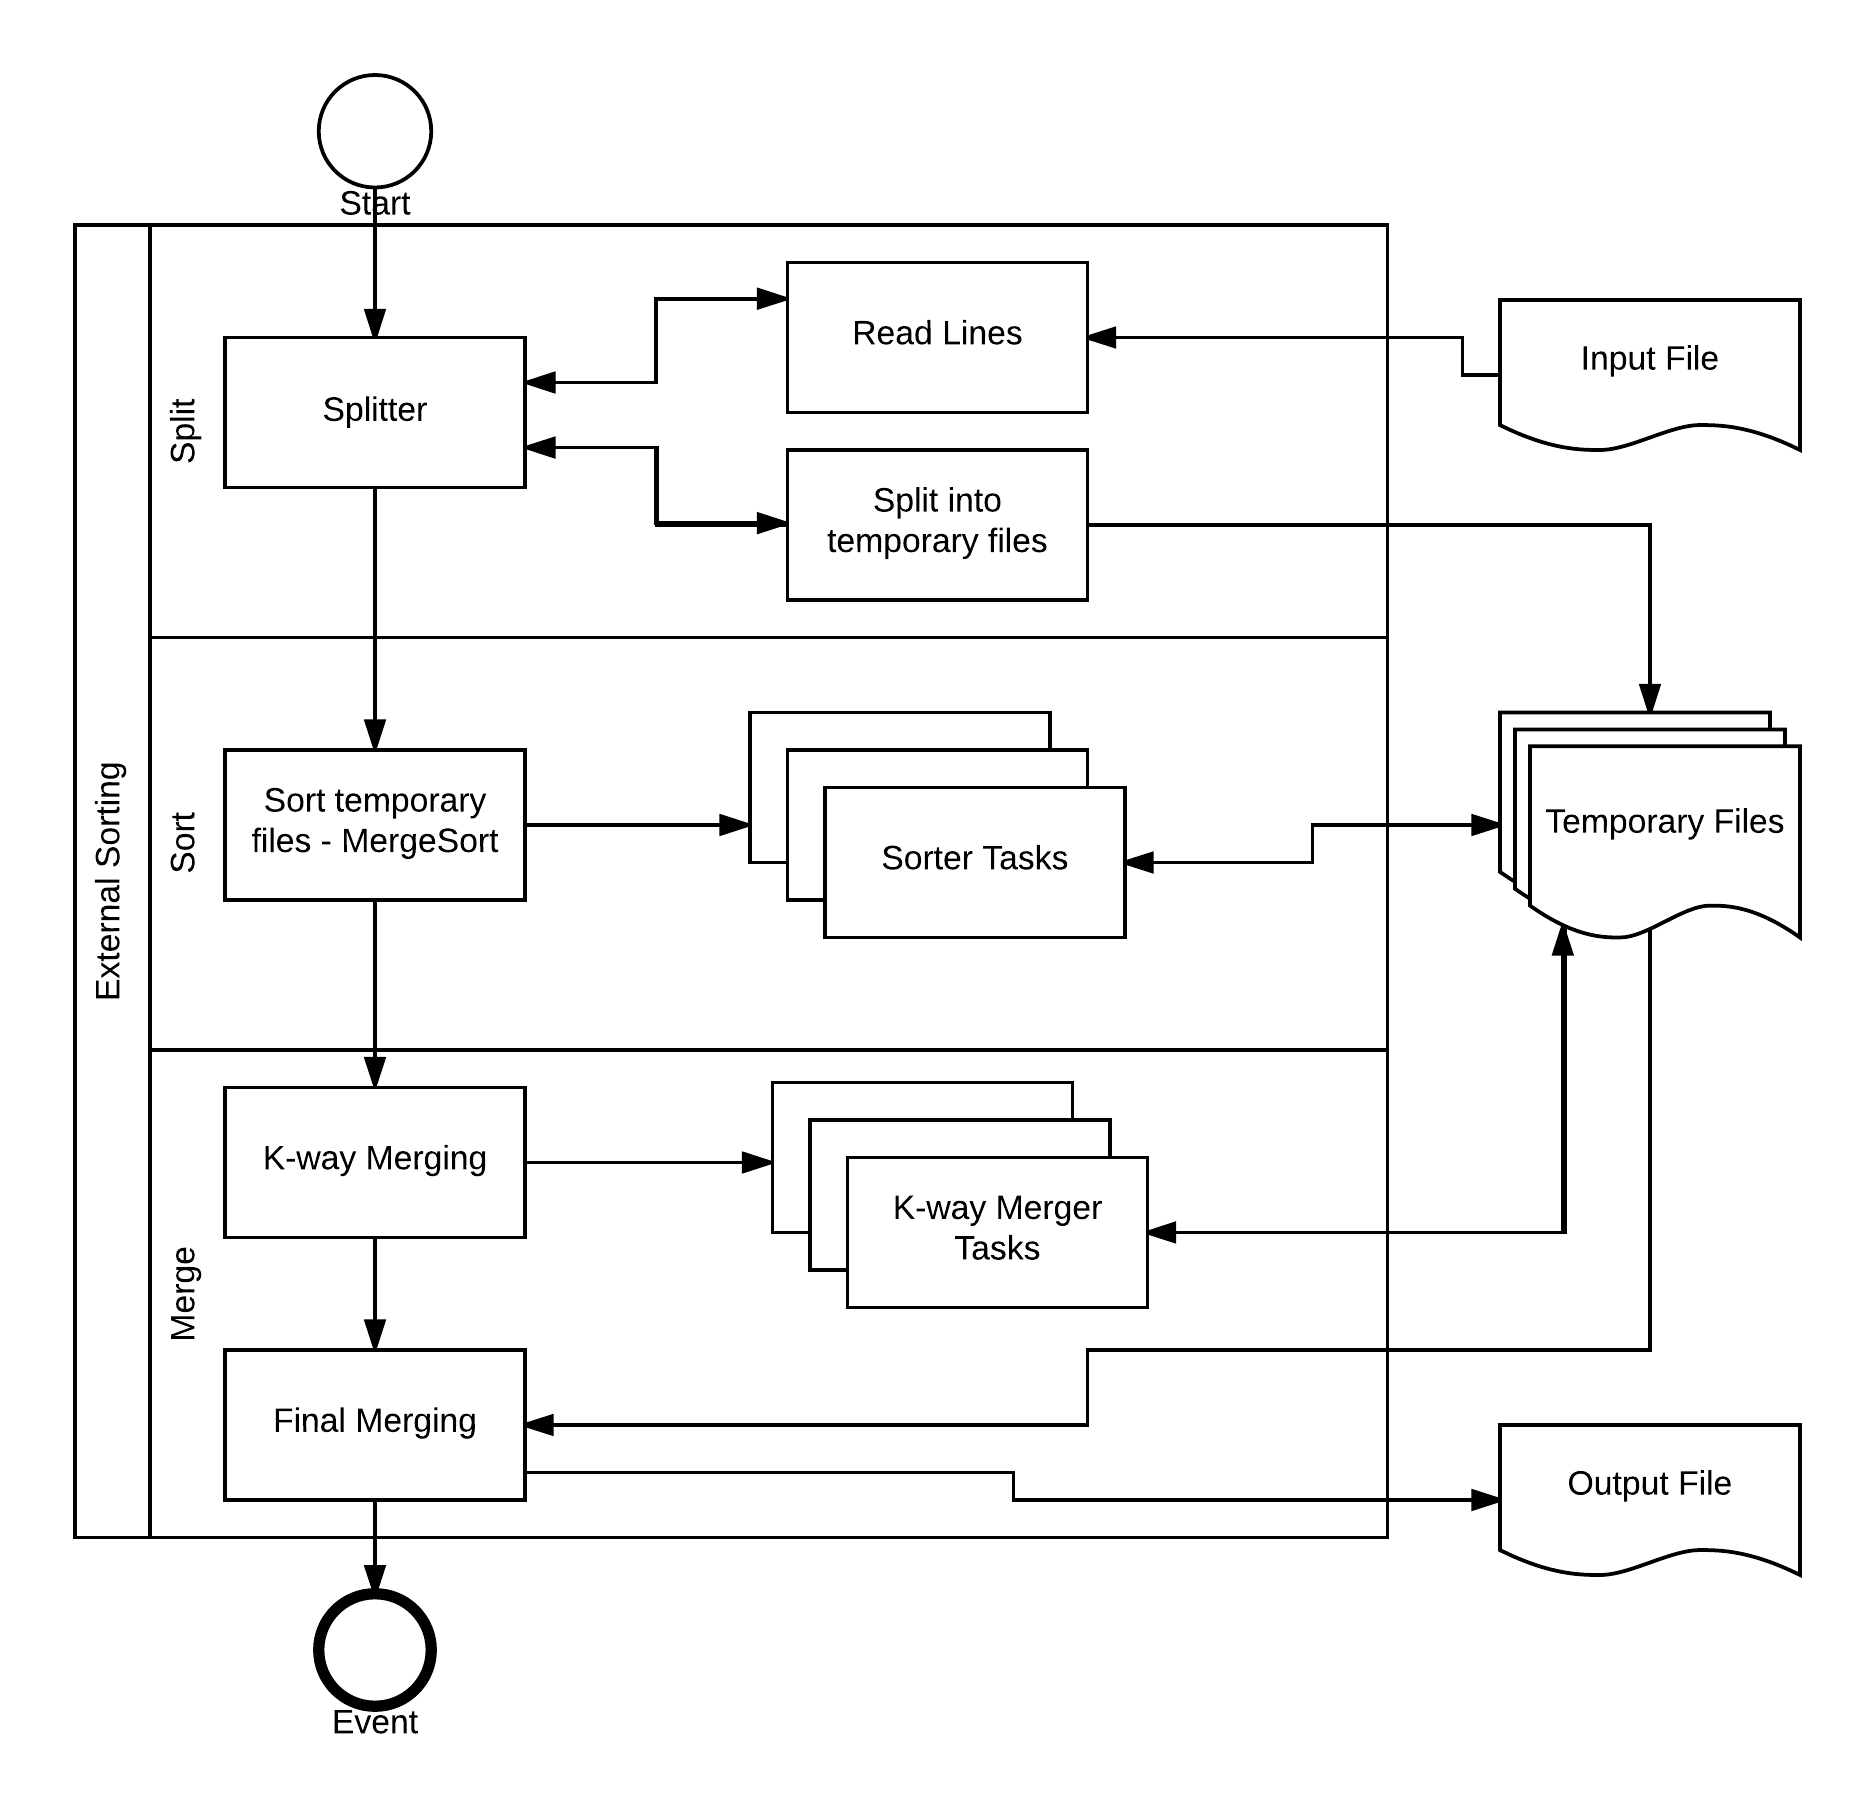 Start
External Sorting
Split
Splitter
Read Lines
Input File
Split into
temporary files
Sort
Sort temporary
files - MergeSort
Sorter Tasks
Temporary Files
Merge
K-way Merging
K-way Merger
Tasks
Final Merging
Output File
Event